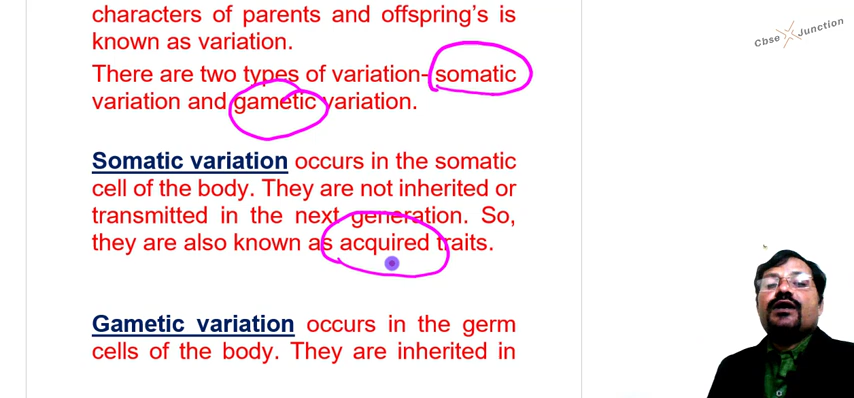 characters of parents and offspring's is
known as variation.
There are two types of variation- somatic
variation and gametic variation.
Somatic variation occurs in the somatic
cell of the body. They are not inherited or
transmitted in the next generation. So,
they are also known as acquired traits.
Gametic variation occurs in the germ
cells of the body. They are inherited in
Cbse Junction